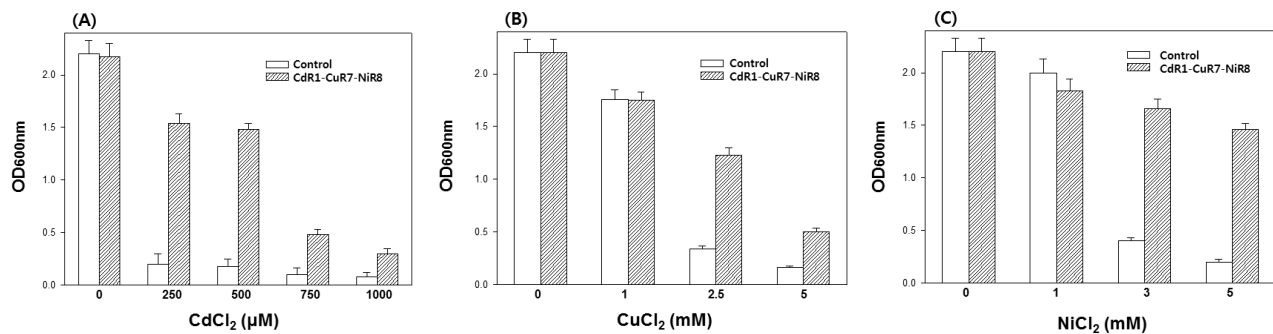 (A)
2.0
1.5
1.0
0.5
0.0
OD600nm
Control
CdR1-CuR7-NiR8
0 250 500 750 1000
CdCl₂ (µM)
(B)
2.0
1.5
1.0
0.5
0.0
OD600nm
Control
CdR1-CuR7-NiR8
0 1 2.5 5
CuCl₂ (mM)
(C)
2.0
1.5
1.0
0.5
0.0
OD600nm
Control
CdR1-CuR7-NiR8
0 1 3 5
NiCl₂ (mM)